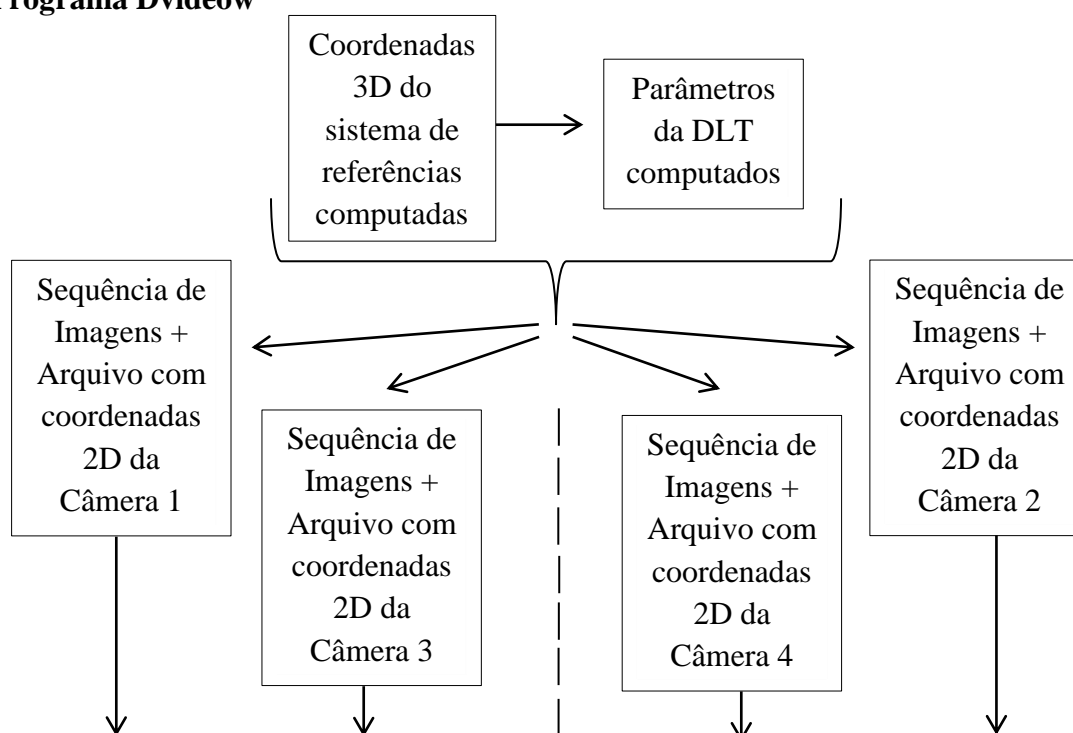 Programa Dvideow
Coordenadas
3D do
sistema de
referências
computadas
Parâmetros
da DLT
computados
Sequência de
Imagens +
Arquivo com
coordenadas
2D da
Câmera 1
Sequência de
Imagens +
Arquivo com
coordenadas
2D da
Câmera 3
Sequência de
Imagens +
Arquivo com
coordenadas
2D da
Câmera 4
Sequência de
Imagens +
Arquivo com
coordenadas
2D da
Câmera 2